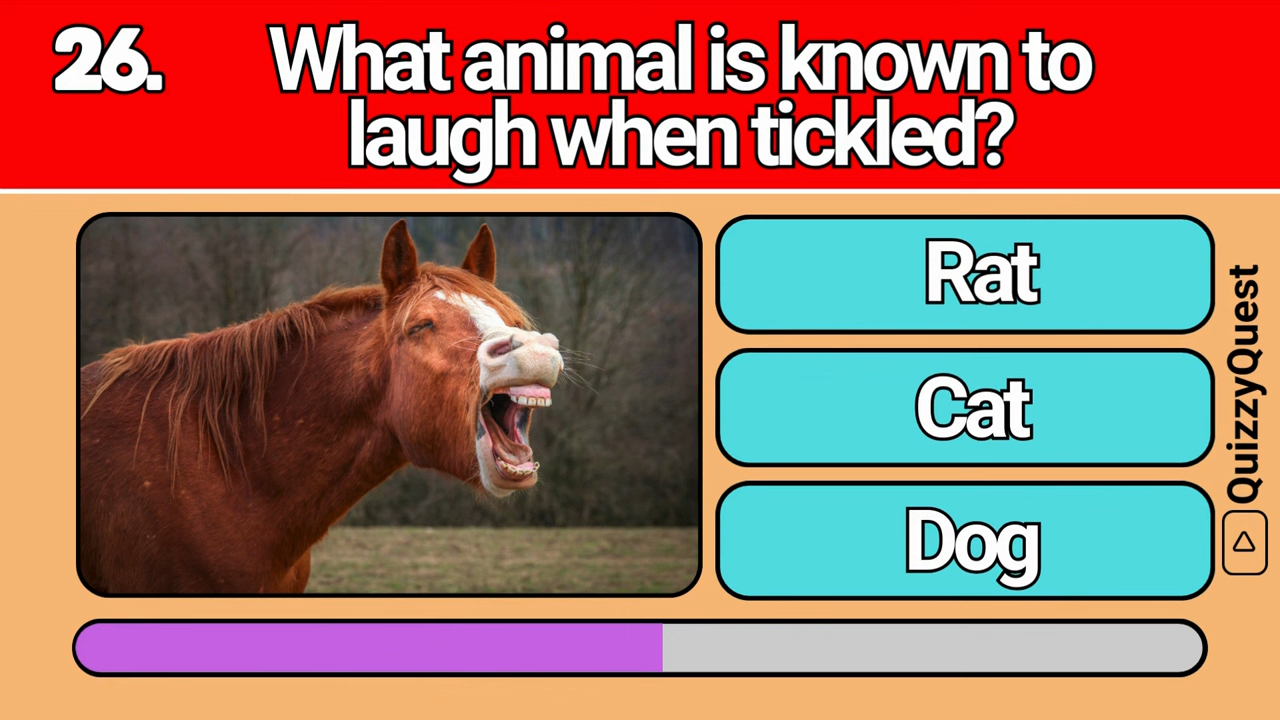 26.
What animal is known to
laugh when tickled?
Rat
Cat
Dog
QuizzyQuest